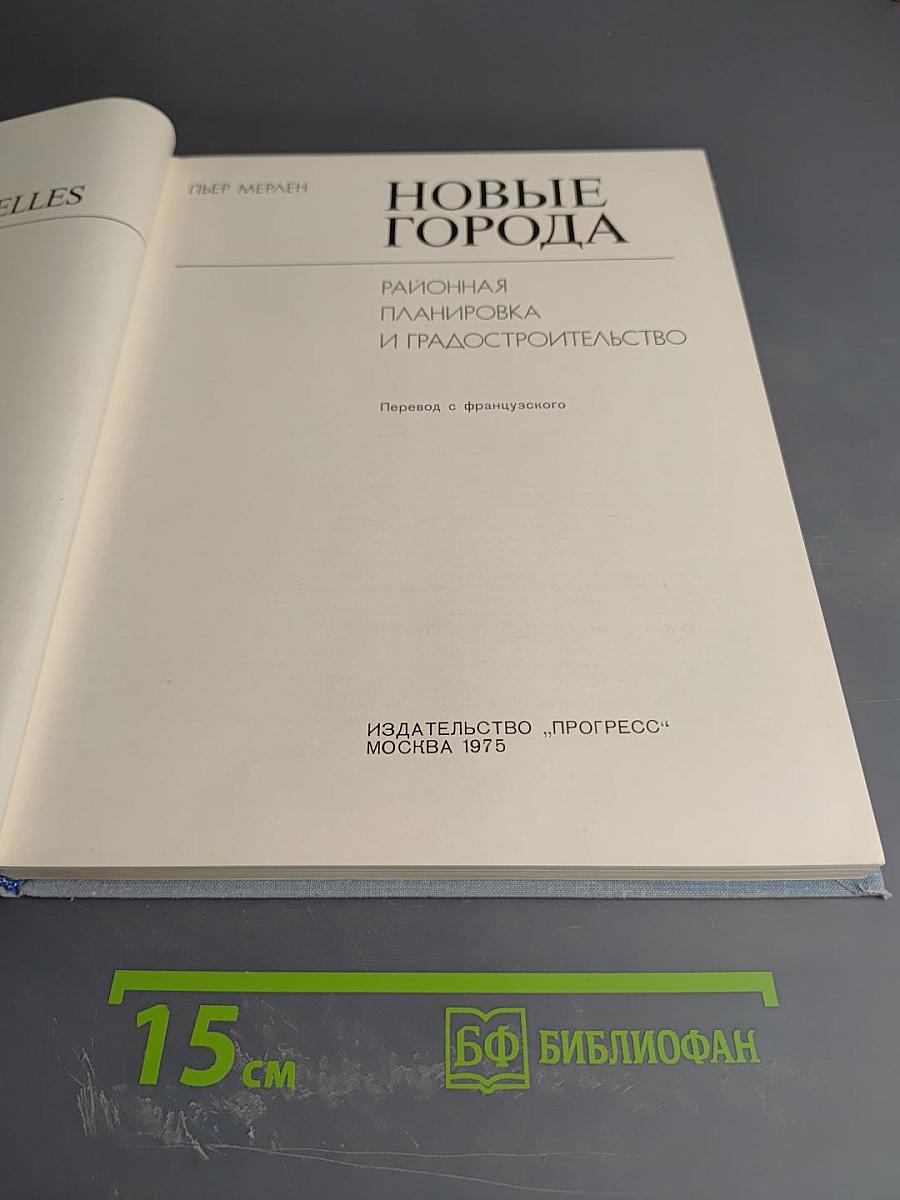 ELLES
ПЬЕР МЕРЛЕН
НОВЫЕ
ГОРОДА
РАЙОННАЯ
ПЛАНИРОВКА
И ГРАДОСТРОИТЕЛЬСТВО
Перевод с французского
ИЗДАТЕЛЬСТВО „ПРОГРЕСС“
МОСКВА 1975
15 см
БФ БИБЛИОФАН